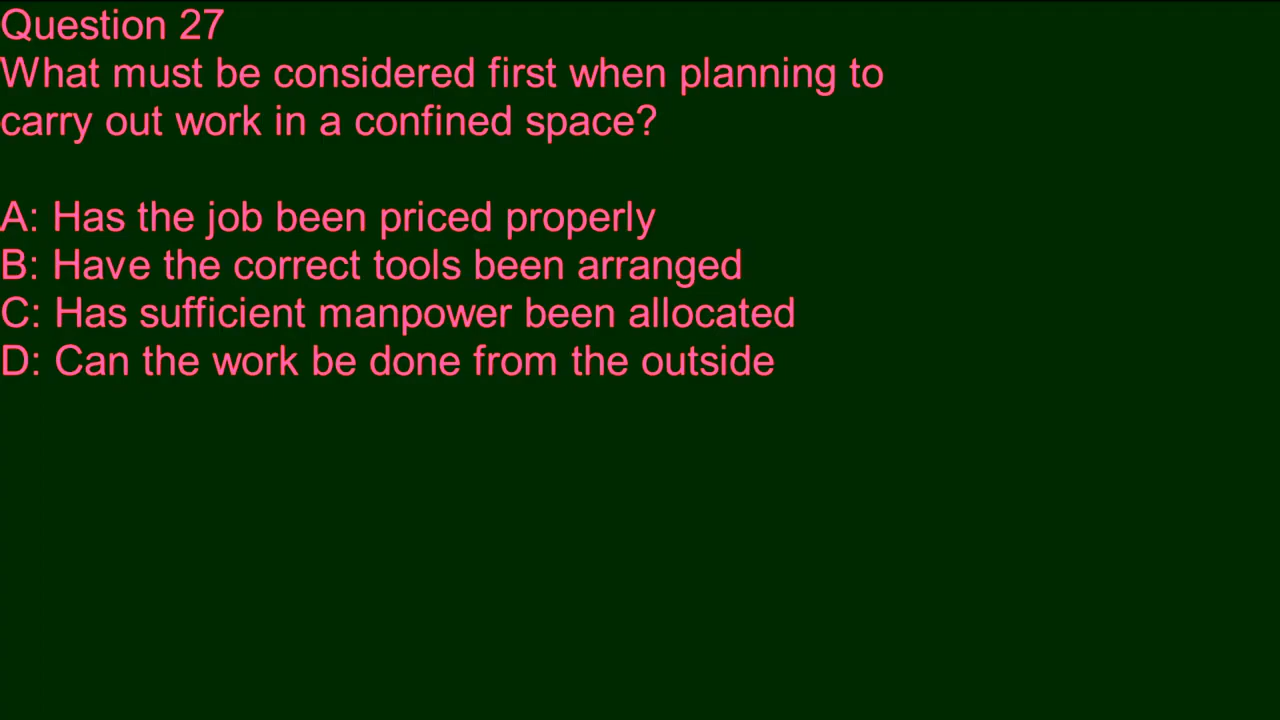 Question 27
What must be considered first when planning to
carry out work in a confined space?
A: Has the job been priced properly
B: Have the correct tools been arranged
C: Has sufficient manpower been allocated
D: Can the work be done from the outside